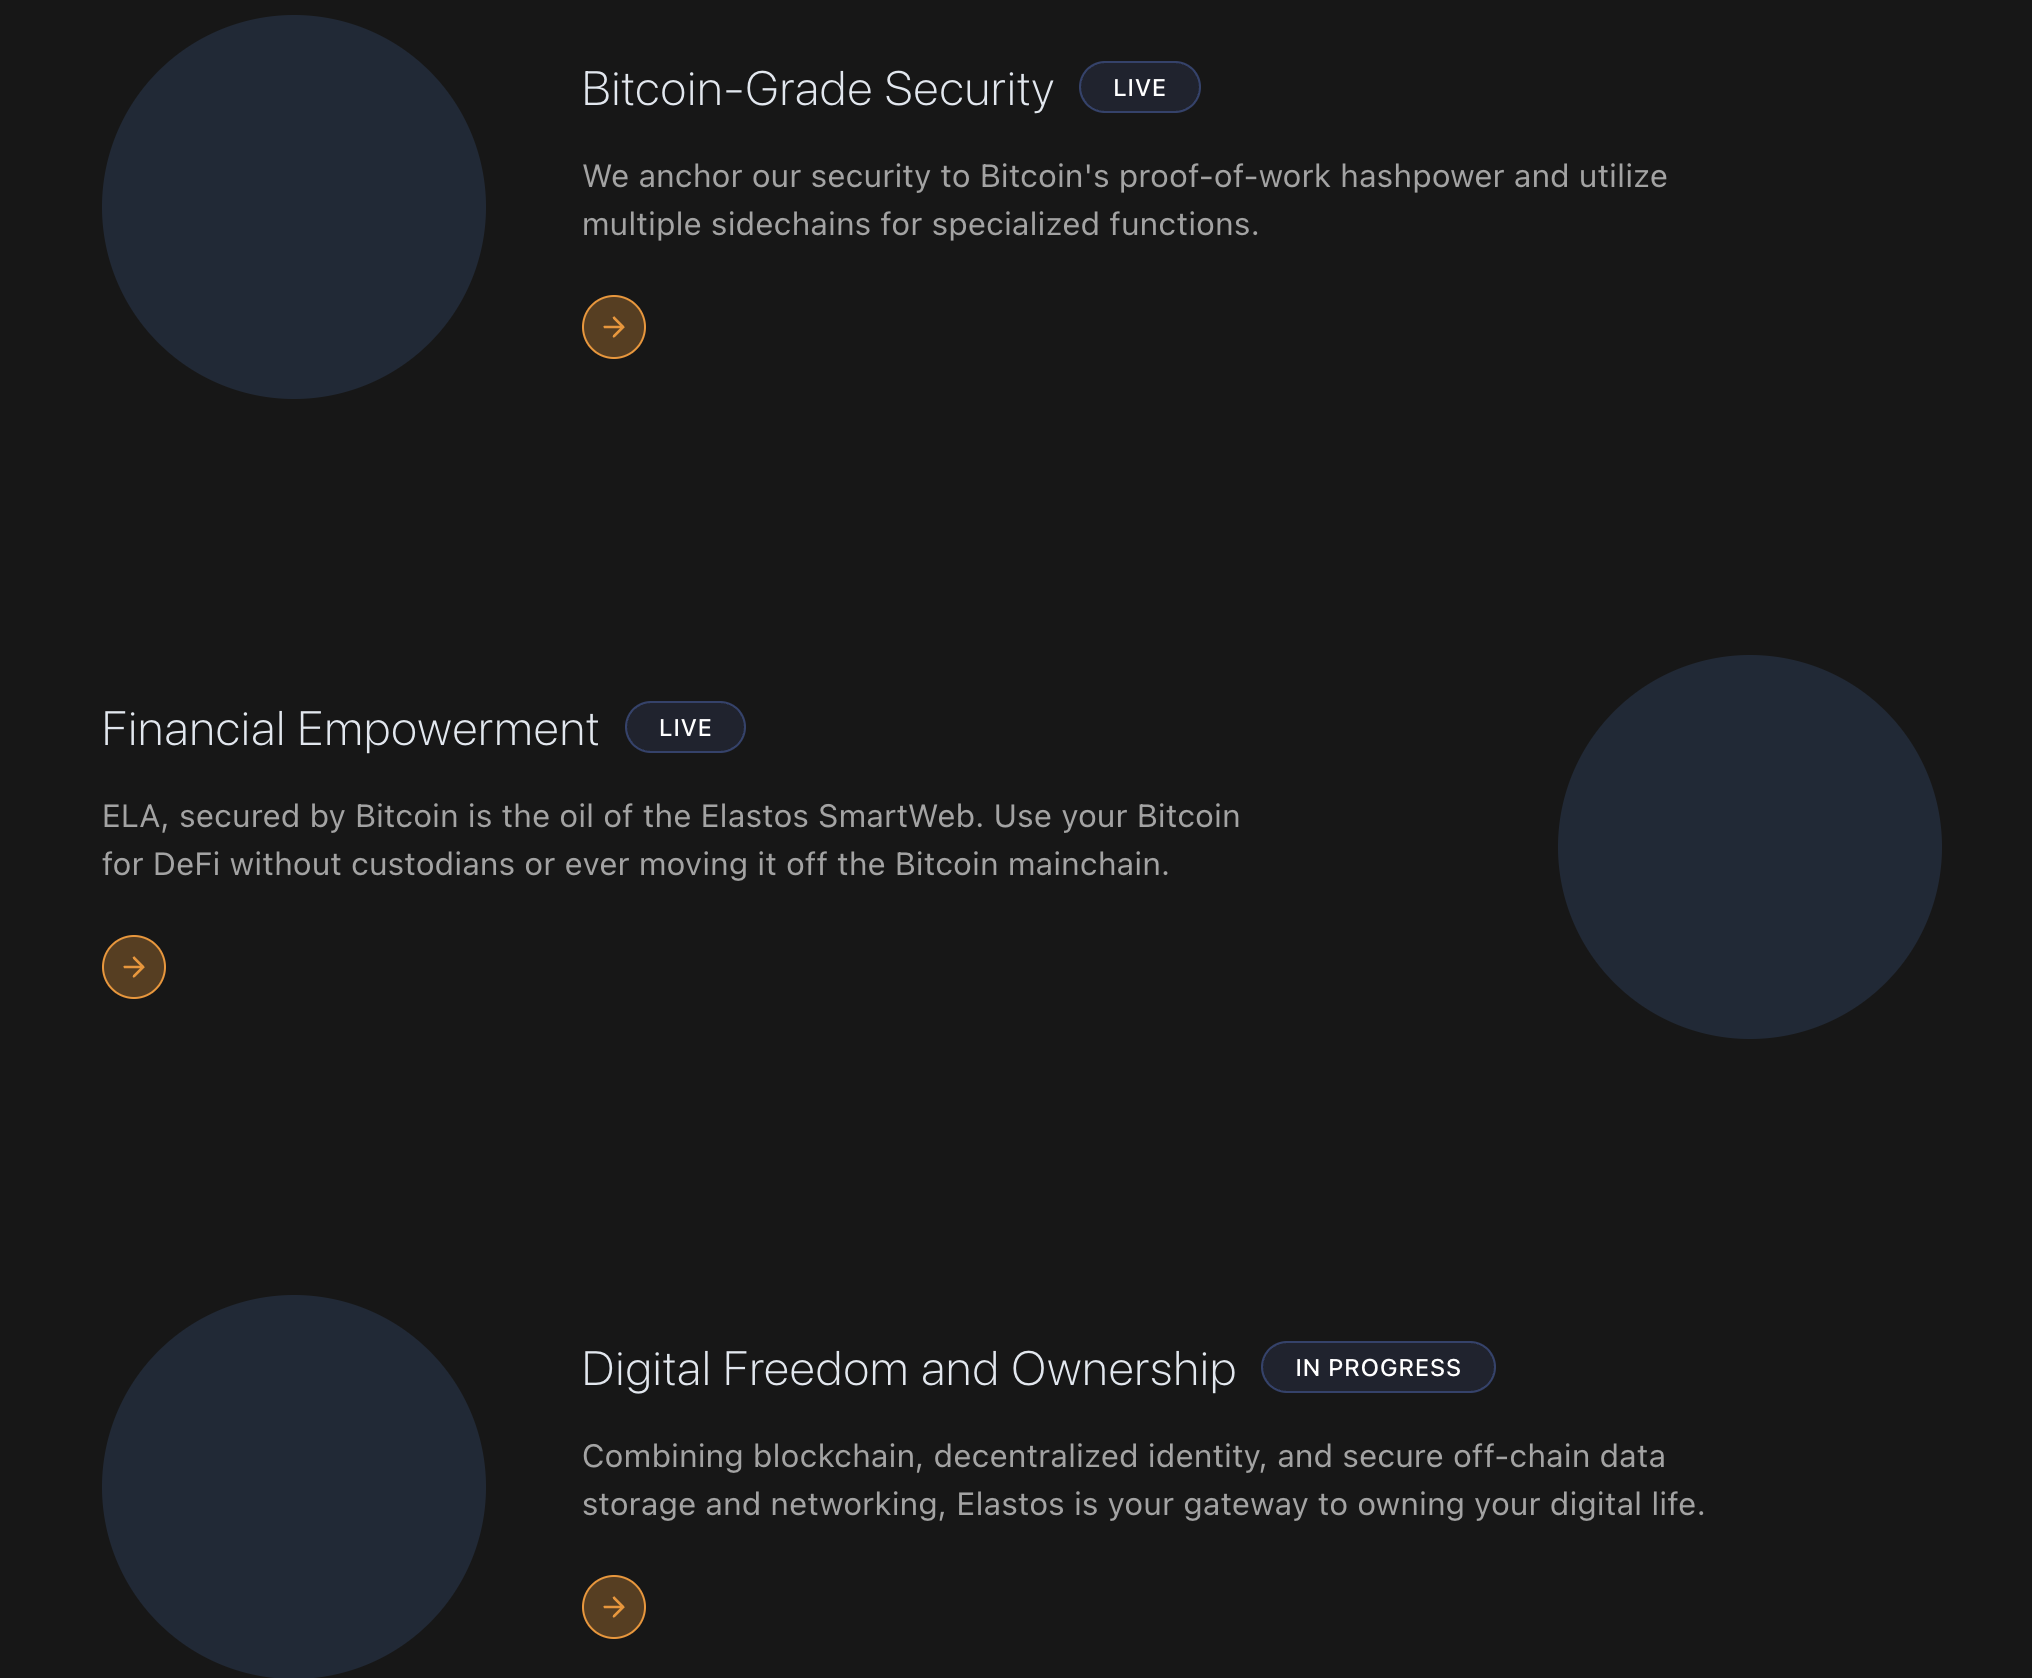 Bitcoin-Grade Security LIVE
We anchor our security to Bitcoin's proof-of-work hashpower and utilize
multiple sidechains for specialized functions.
Financial Empowerment LIVE
ELA, secured by Bitcoin is the oil of the Elastos SmartWeb. Use your Bitcoin
for DeFi without custodians or ever moving it off the Bitcoin mainchain.
Digital Freedom and Ownership IN PROGRESS
Combining blockchain, decentralized identity, and secure off-chain data
storage and networking, Elastos is your gateway to owning your digital life.